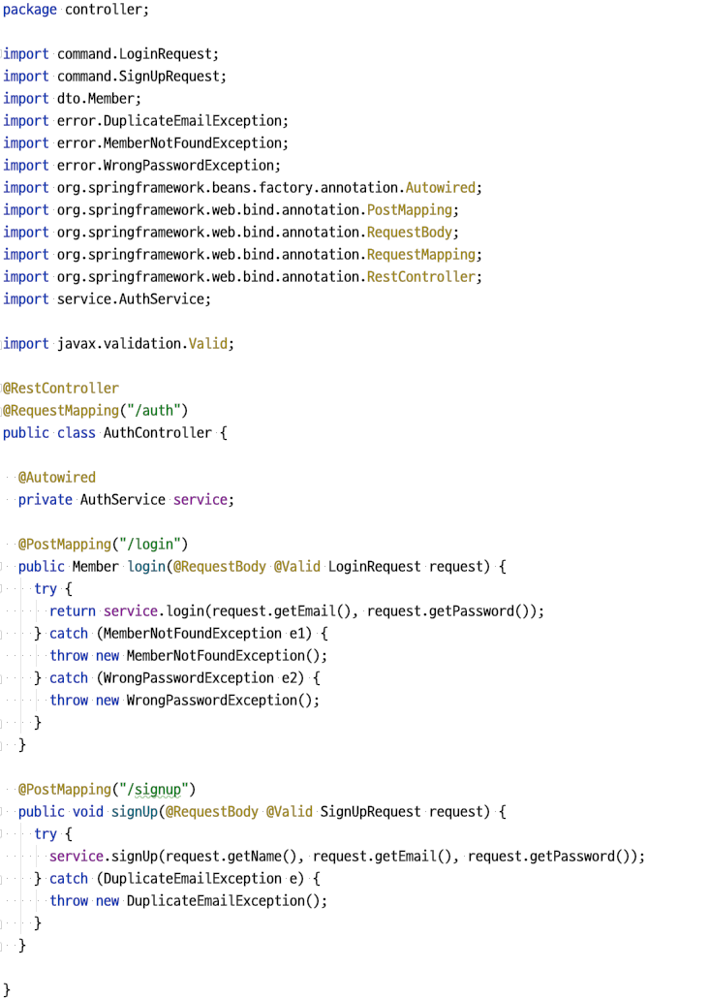 package controller;
import command.LoginRequest;
import command.SignUpRequest;
import dto.Member;
import error.DuplicateEmailException;
import error.MemberNotFoundException;
import error.WrongPasswordException;
import org.springframework.beans.factory.annotation.Autowired;
import org.springframework.web.bind.annotation.PostMapping;
import org.springframework.web.bind.annotation.RequestBody;
import org.springframework.web.bind.annotation.RequestMapping;
import org.springframework.web.bind.annotation.RestController;
import service.AuthService;
import javax.validation.Valid;
@RestController
@RequestMapping("/auth")
public class AuthController {
@Autowired
private AuthService service;
@PostMapping("/login")
public Member login(@RequestBody @Valid LoginRequest request) {
try {
return service.login(request.getEmail(), request.getPassword());
} catch (MemberNotFoundException e1) {
throw new MemberNotFoundException();
} catch (WrongPasswordException e2) {
throw new WrongPasswordException();
}
}
@PostMapping("/signup")
public void signUp(@RequestBody @Valid SignUpRequest request) {
try {
service.signUp(request.getName(), request.getEmail(), request.getPassword());
} catch (DuplicateEmailException e) {
throw new DuplicateEmailException();
}
}
}